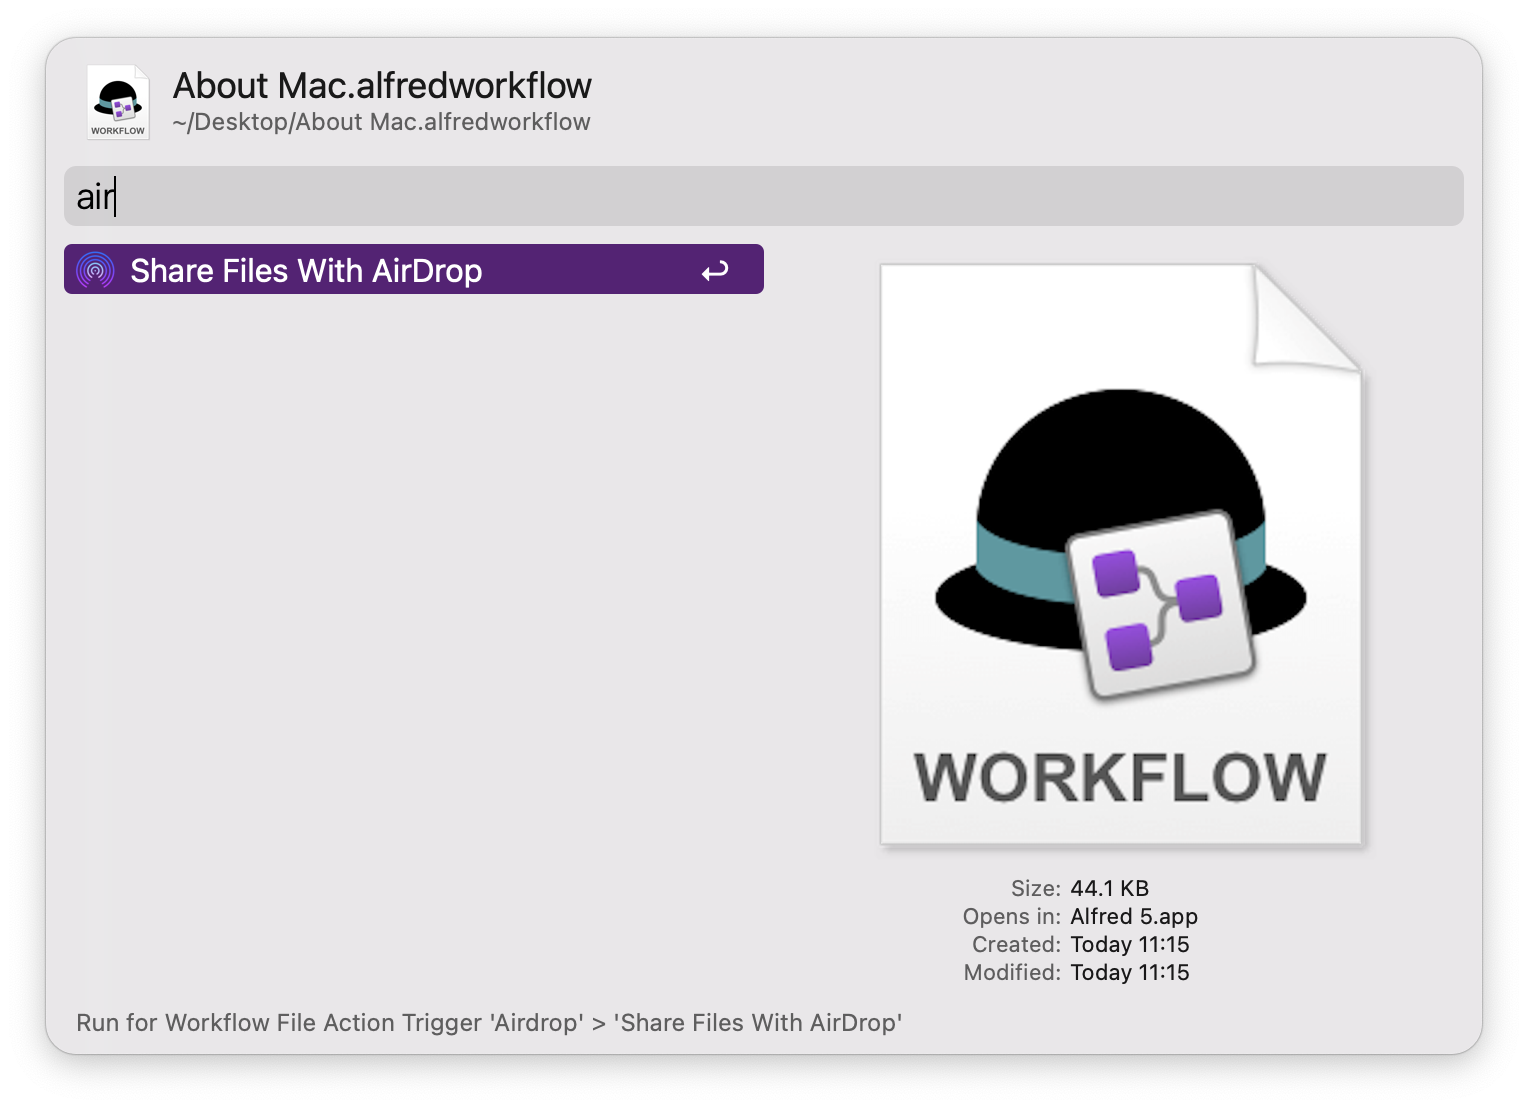 About Mac.alfredworkflow
~/Desktop/About Mac.alfredworkflow
WORKFLOW
air
Share Files With AirDrop
WORKFLOW
Size: 44.1 KB
Opens in: Alfred 5.app
Created: Today 11:15
Modified: Today 11:15
Run for Workflow File Action Trigger 'Airdrop' > 'Share Files With AirDrop'